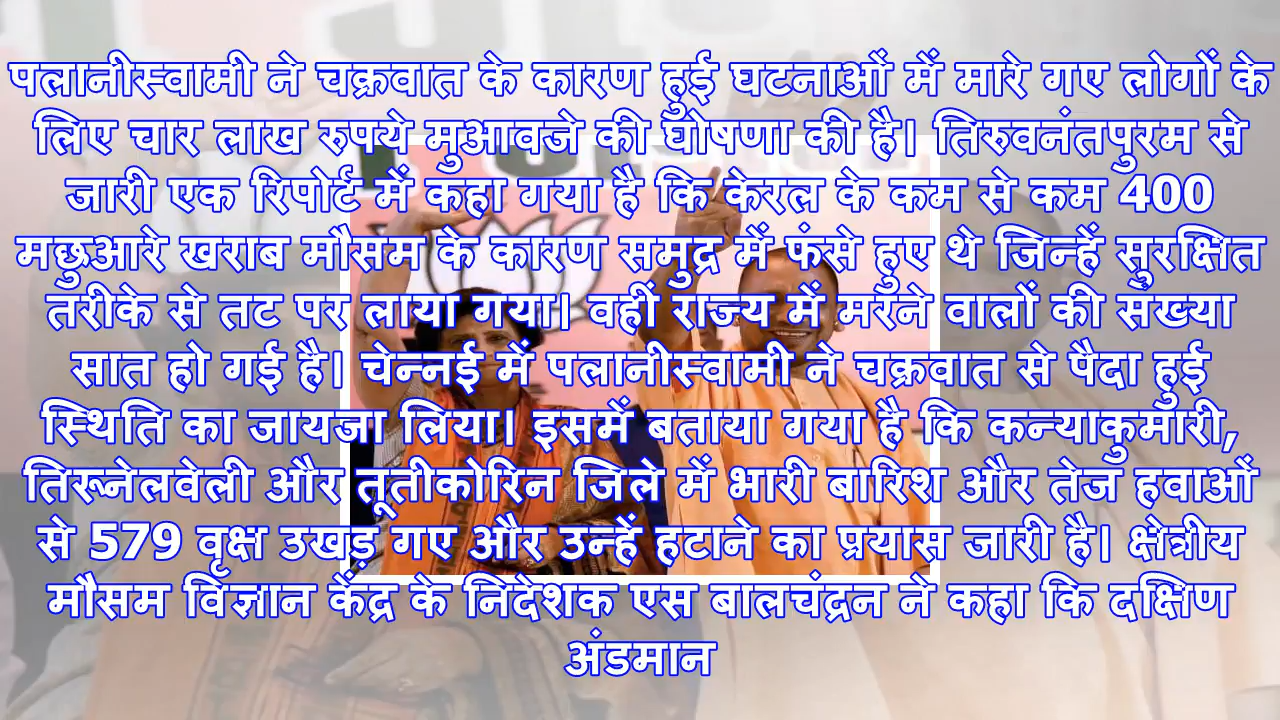 पलानीस्वामी ने चक्रवात के कारण हुई घटनाओं में मारे गए लोगों के
लिए चार लाख रुपये मुआवजे की घोषणा की है। तिरुवनंतपुरम से
जारी एक रिपोर्ट में कहा गया है कि केरल के कम से कम 400
मछुआरे खराब मौसम के कारण समुद्र में फंसे हुए थे जिन्हें सुरक्षित
तरीके से तट पर लाया गया। वहीं राज्य में मरने वालों की संख्या
सात हो गई है। चेन्नई में पलानीस्वामी ने चक्रवात से पैदा हुई
स्थिति का जायजा लिया। इसमें बताया गया है कि कन्याकुमारी,
तिरूनेलवेली और तूतीकोरिन जिले में भारी बारिश और तेज हवाओं
से 579 वृक्ष उखड़ गए और उन्हें हटाने का प्रयास जारी है। क्षेत्रीय
मौसम विज्ञान केंद्र के निदेशक एस बालचंद्रन ने कहा कि दक्षिण
अंडमान